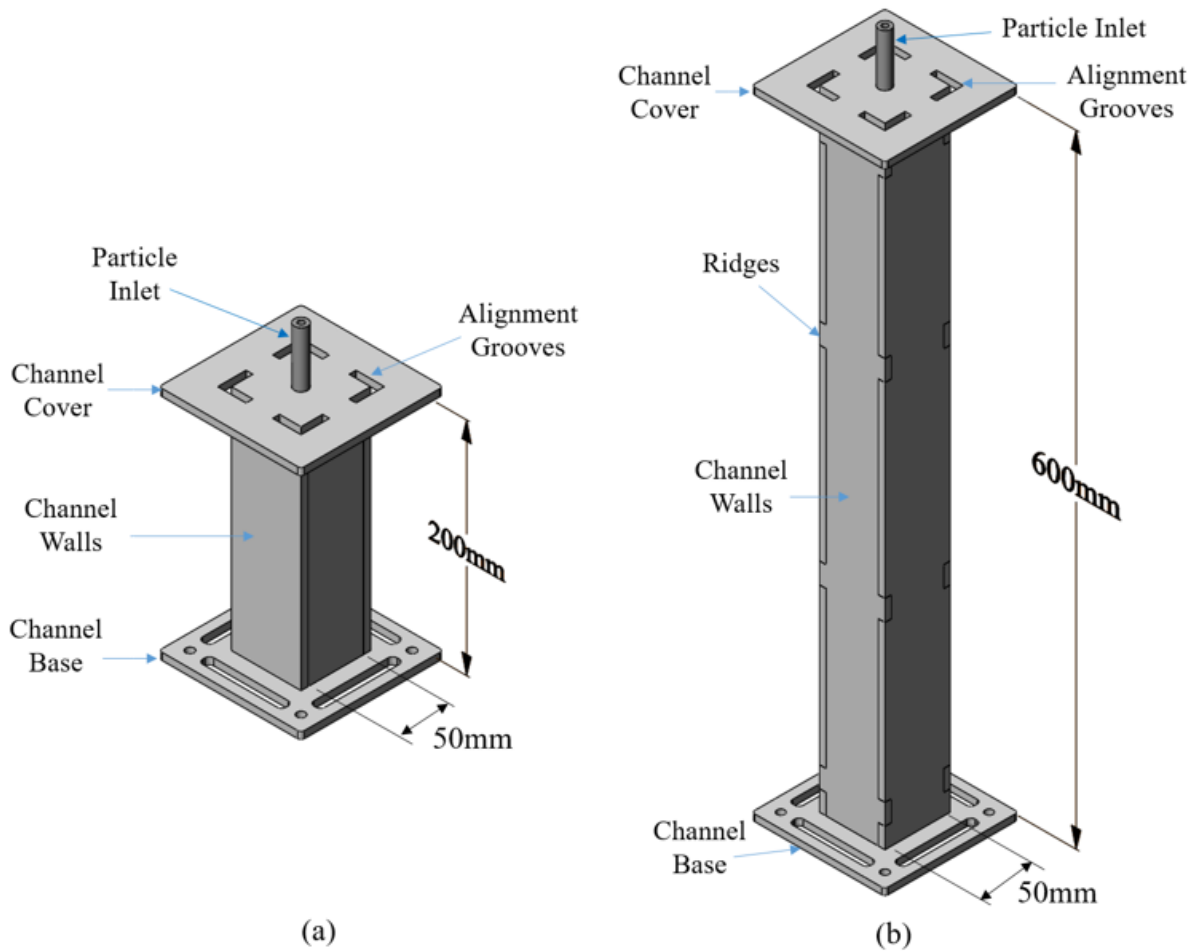 Particle
Inlet
Alignment
Grooves
Channel
Cover
Channel
Walls
200mm
Channel
Base
50mm
(a)
Particle Inlet
Channel
Cover
Alignment
Grooves
Ridges
Channel
Walls
600mm
Channel
Base
50mm
(b)